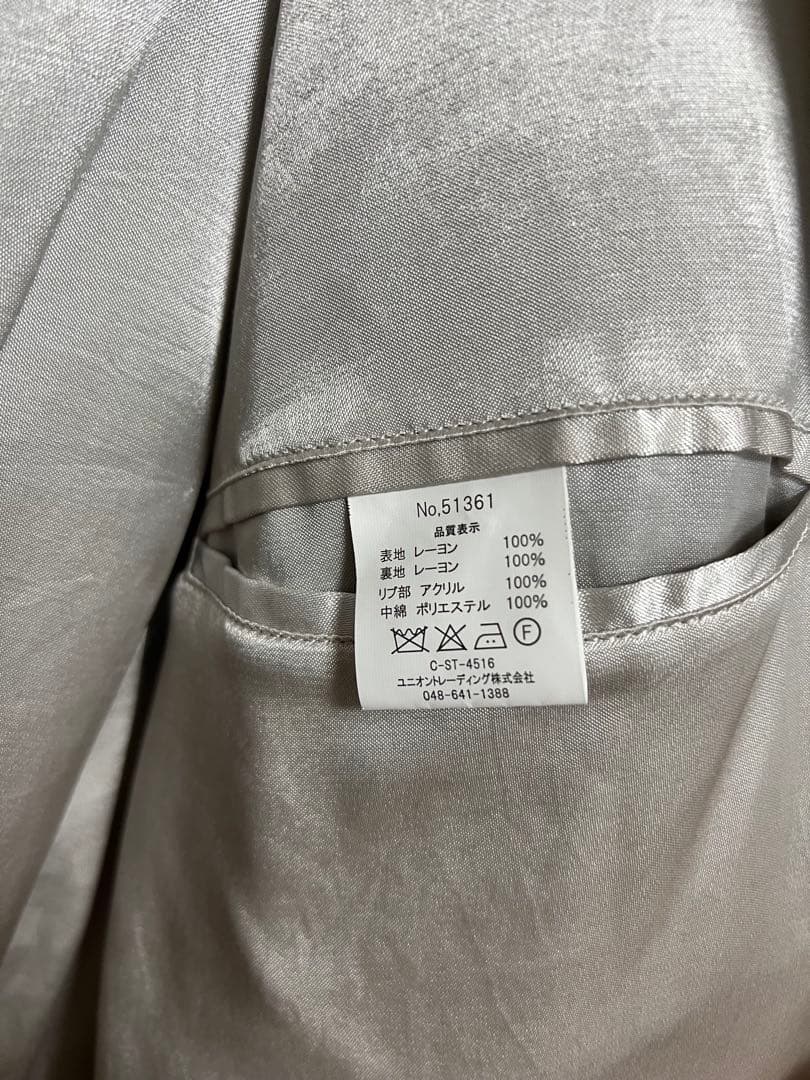 No,51361
品質表示
表地 レーヨン 100%
裏地 レーヨン 100%
リブ部 アクリル 100%
中綿 ポリエステル 100%
F
C-ST-4516
ユニオントレーディング株式会社
048-641-1388